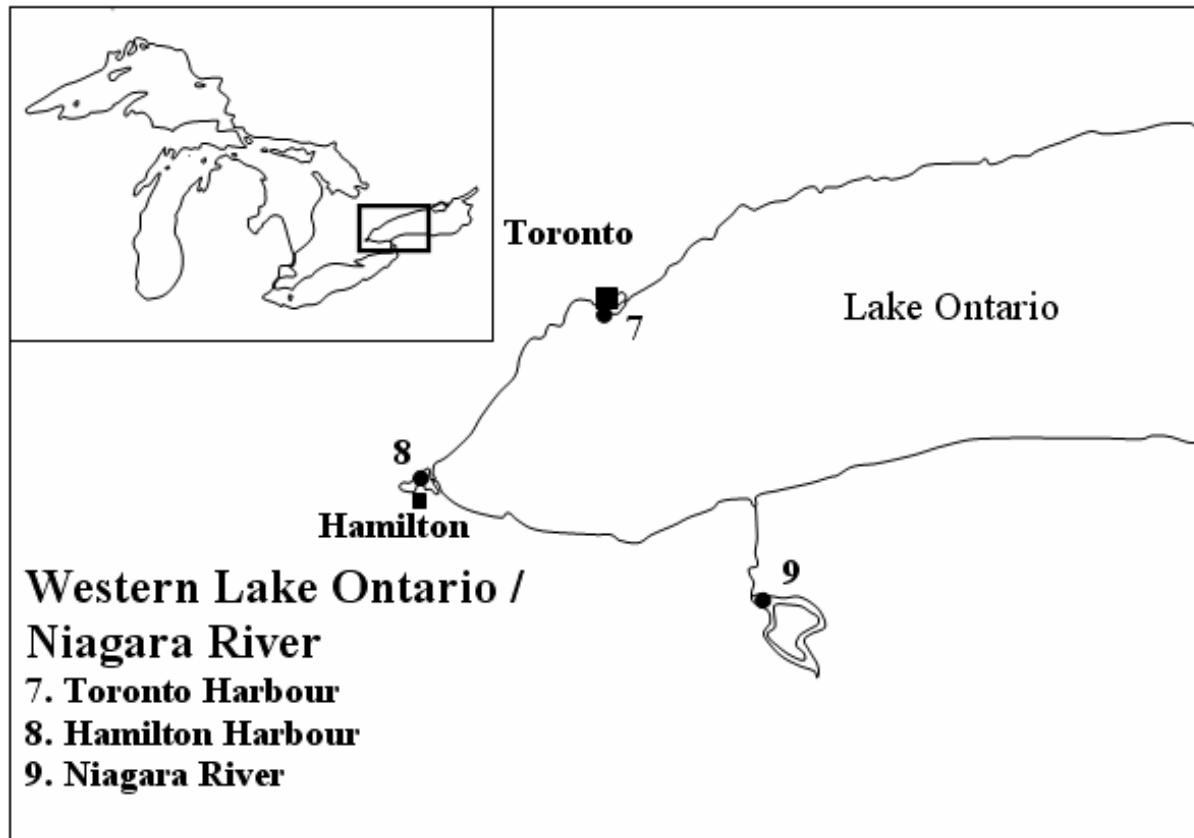 Toronto
Lake Ontario
7
8
Hamilton
9
Western Lake Ontario /
Niagara River
7. Toronto Harbour
8. Hamilton Harbour
9. Niagara River